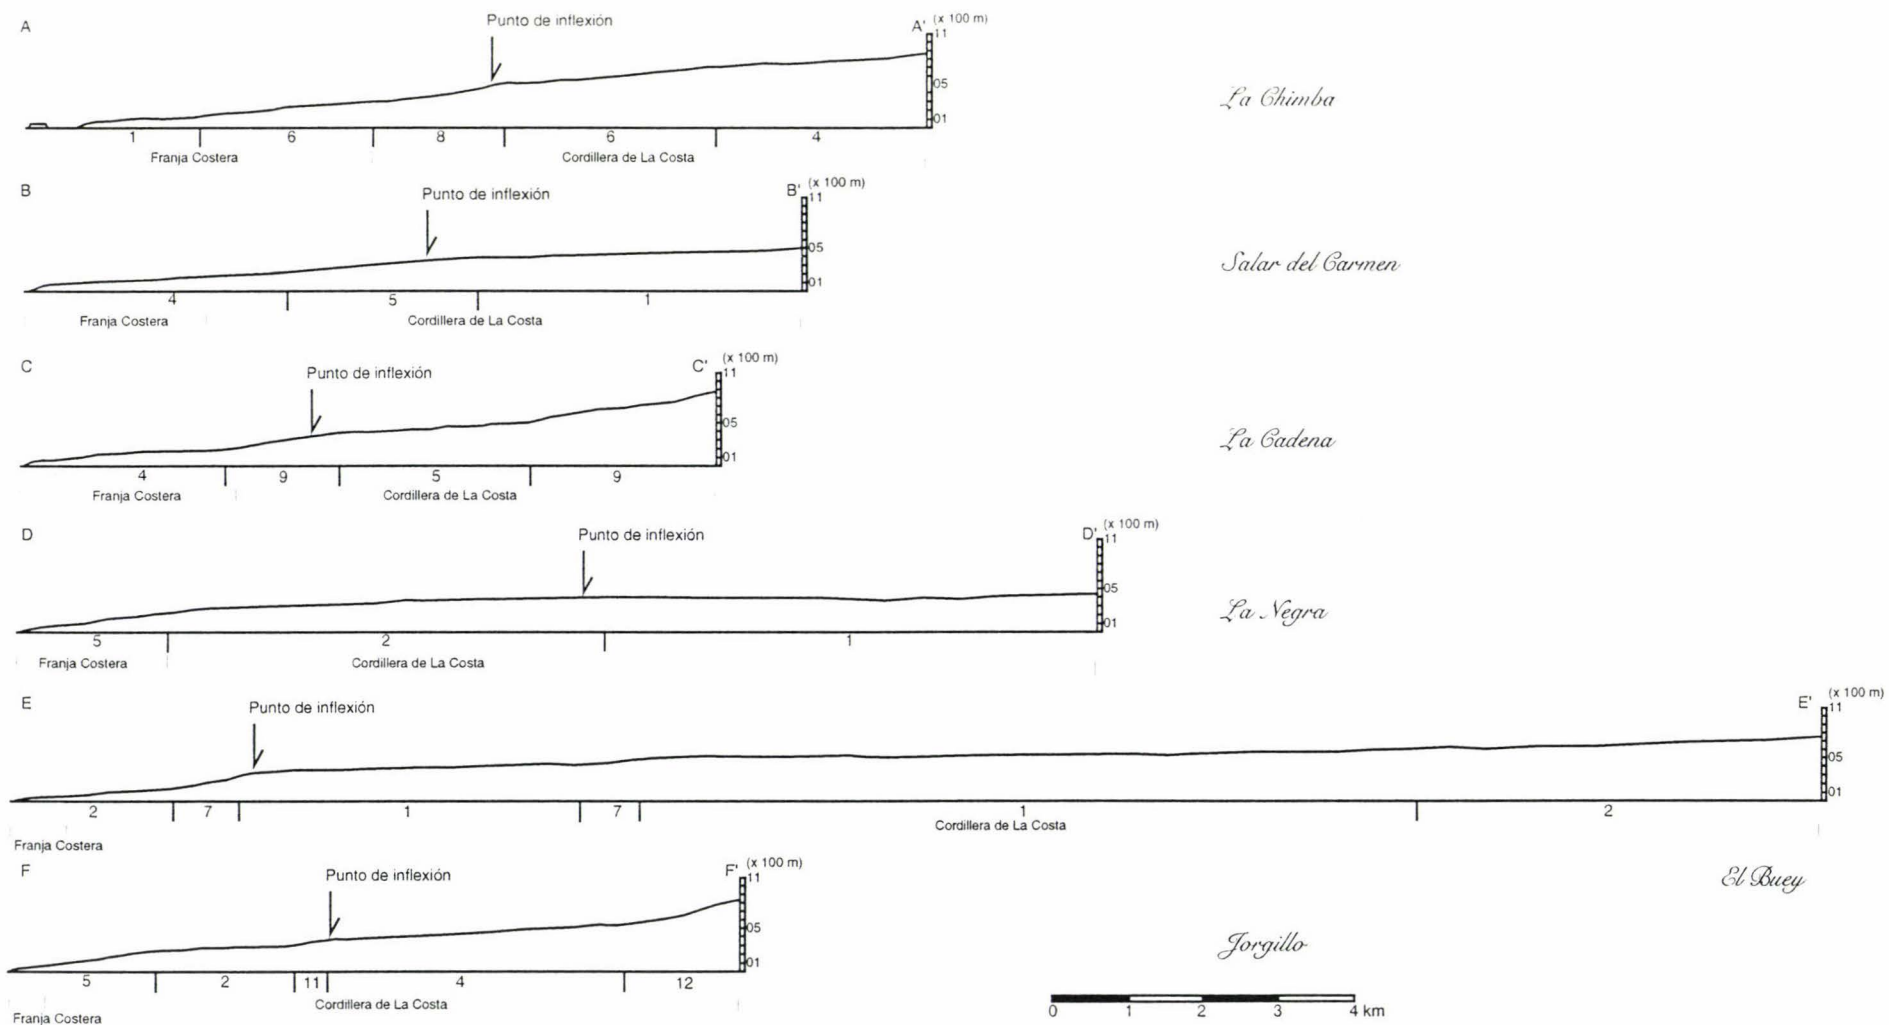 Punto de inflexión
A
A'
(x 100 m)
11
05
01
1 6 8 6 4
Franja Costera Cordillera de La Costa
La Chimba
Punto de inflexión
B
B'
(x 100 m)
11
05
01
4 5 1
Franja Costera Cordillera de La Costa
Salar del Carmen
Punto de inflexión
C
C'
(x 100 m)
11
05
01
4 9 5 9
Franja Costera Cordillera de La Costa
La Cadena
Punto de inflexión
D
D'
(x 100 m)
11
05
01
5 2 1
Franja Costera Cordillera de La Costa
La Negra
Punto de inflexión
E
E'
(x 100 m)
11
05
01
2 7 1 7 1 2
Cordillera de La Costa
Franja Costera
El Buey
Punto de inflexión
F
F'
(x 100 m)
11
05
01
5 2 11 4 12
Cordillera de La Costa
Franja Costera
Jorgillo
0 1 2 3 4 km